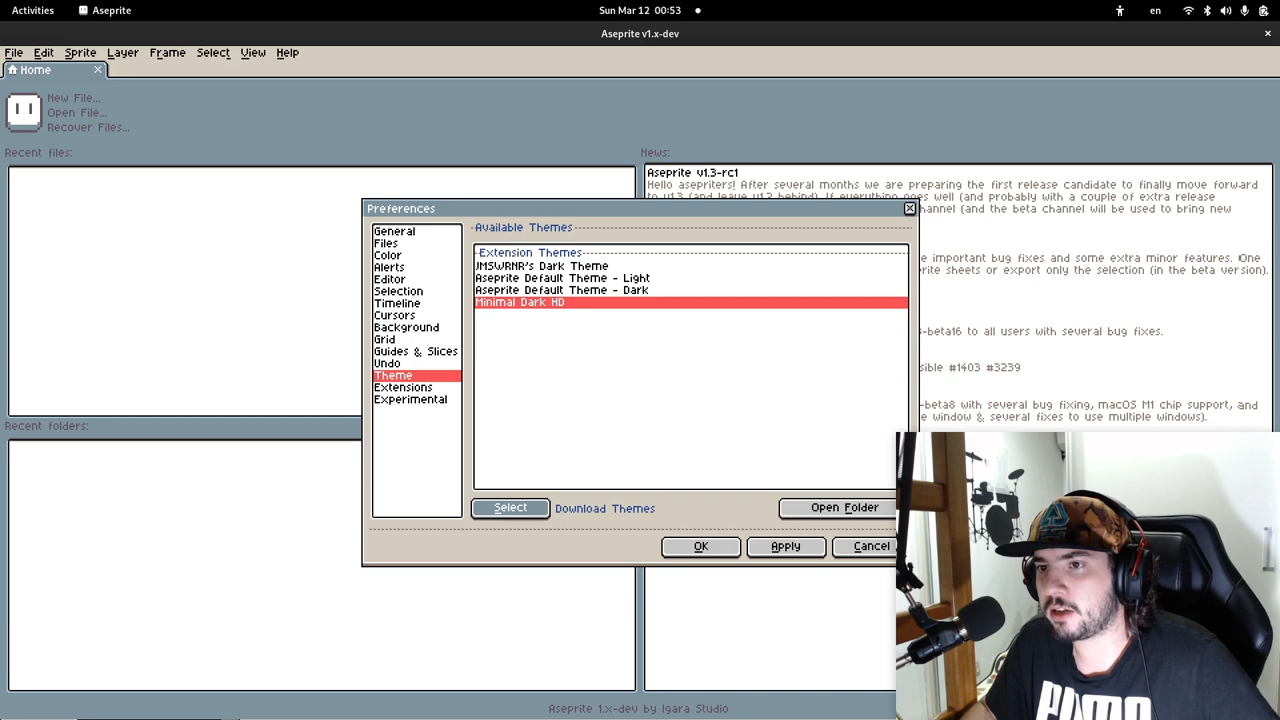 Activities
Aseprite
Sun Mar 12 00:53
en
Aseprite v1.x-dev
File Edit Sprite Layer Frame Select View Help
Home
New File...
Open File...
Recover Files...
Recent files:
News:
Aseprite v1.3-rc1
Hello asepriters! After several months we are preparing the first release candidate to finally move forward
to v1.3 (and leave v1.2 behind). If everything goes well (and probably with a couple of extra release
hannel (and the beta channel will be used to bring new
e important bug fixes and some extra minor features. One
rite sheets or export only the selection (in the beta version).
-beta16 to all users with several bug fixes.
sible #1403 #3239
-beta8 with several bug fixing, macOS M1 chip support, and
e window & several fixes to use multiple windows).
Preferences
General
Files
Color
Alerts
Editor
Selection
Timeline
Cursors
Background
Grid
Guides & Slices
Undo
Theme
Extensions
Experimental
Available Themes
Extension Themes
JMSWRNR's Dark Theme
Aseprite Default Theme - Light
Aseprite Default Theme - Dark
Minimal Dark HD
Select
Download Themes
Open Folder
OK
Apply
Cancel
Recent folders:
Aseprite 1.x-dev by Igara Studio